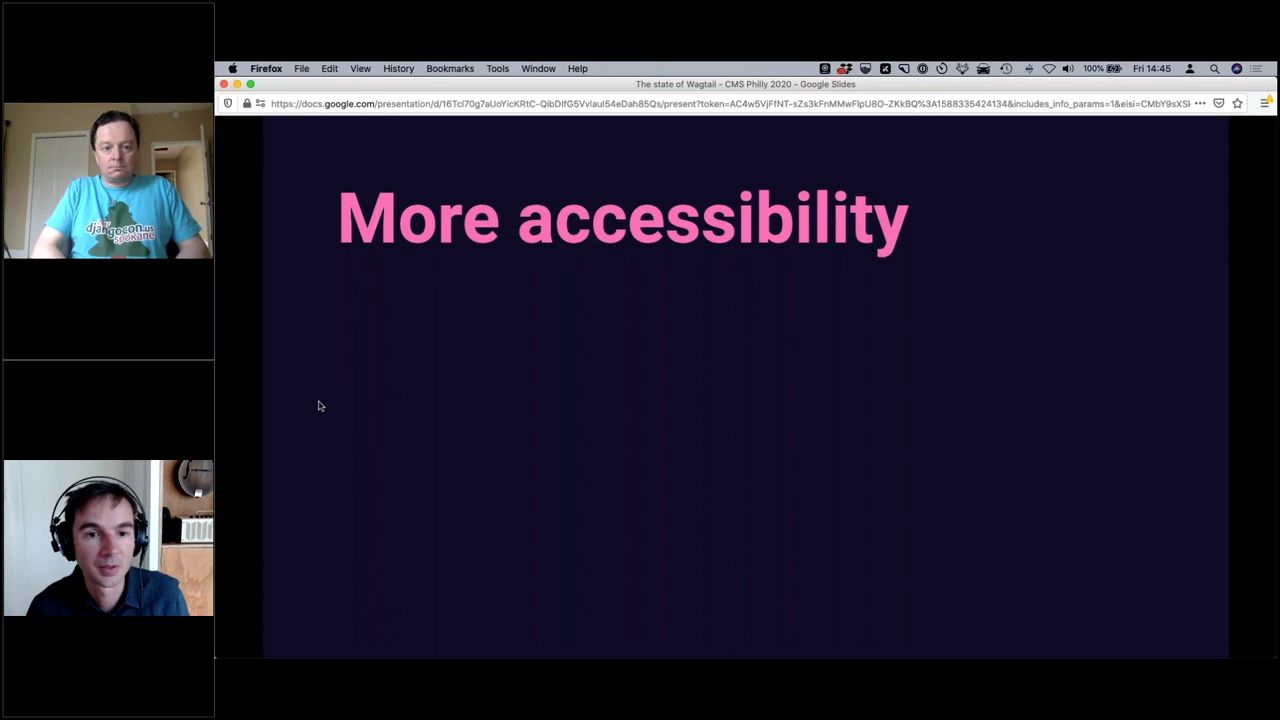 Firefox File Edit View History Bookmarks Tools Window Help 100% Fri 14:45
The state of Wagtail - CMS Philly 2020 - Google Slides
More accessibility
djangocon.us
spokane